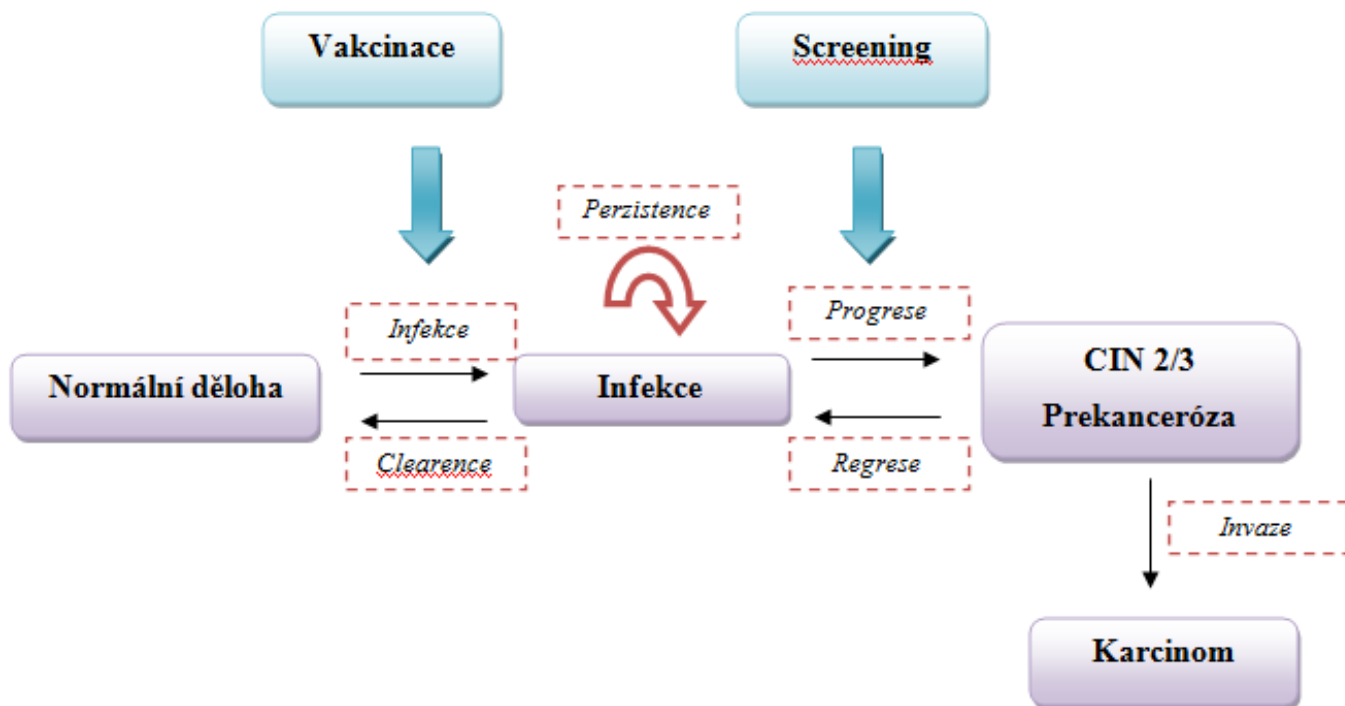 Vakcinace
Screening
Perzistence
Infekce
Progrese
Normální děloha
Infekce
CIN 2/3
Prekanceróza
Clearence
Regrese
Invaze
Karcinom